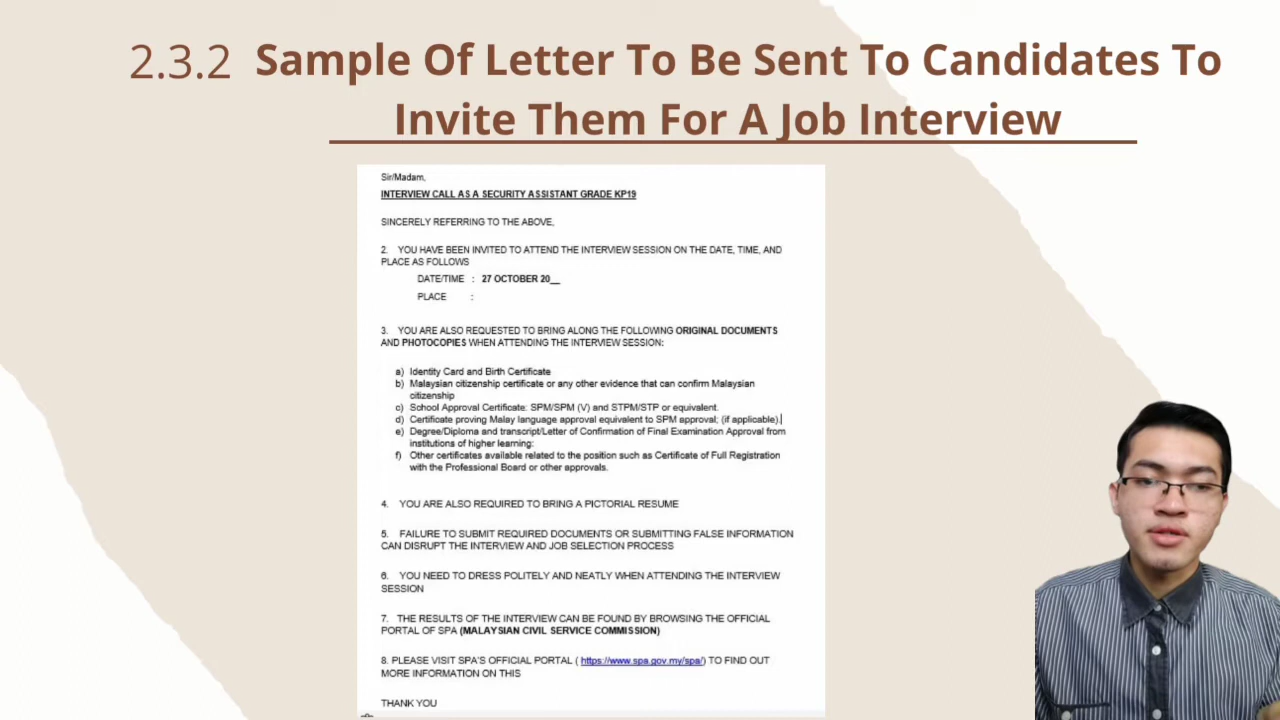 2.3.2 Sample Of Letter To Be Sent To Candidates To
Invite Them For A Job Interview
Sir/Madam,
INTERVIEW CALL AS A SECURITY ASSISTANT GRADE KP19
SINCERELY REFERRING TO THE ABOVE,
2. YOU HAVE BEEN INVITED TO ATTEND THE INTERVIEW SESSION ON THE DATE, TIME, AND
PLACE AS FOLLOWS
DATE/TIME : 27 OCTOBER 20__
PLACE :
3. YOU ARE ALSO REQUESTED TO BRING ALONG THE FOLLOWING ORIGINAL DOCUMENTS
AND PHOTOCOPIES WHEN ATTENDING THE INTERVIEW SESSION:
a) Identity Card and Birth Certificate
b) Malaysian citizenship certificate or any other evidence that can confirm Malaysian
citizenship
c) School Approval Certificate: SPM/SPM (V) and STPM/STP or equivalent.
d) Certificate proving Malay language approval equivalent to SPM approval; (if applicable).
e) Degree/Diploma and transcript/Letter of Confirmation of Final Examination Approval from
institutions of higher learning:
f) Other certificates available related to the position such as Certificate of Full Registration
with the Professional Board or other approvals.
4. YOU ARE ALSO REQUIRED TO BRING A PICTORIAL RESUME
5. FAILURE TO SUBMIT REQUIRED DOCUMENTS OR SUBMITTING FALSE INFORMATION
CAN DISRUPT THE INTERVIEW AND JOB SELECTION PROCESS
6. YOU NEED TO DRESS POLITELY AND NEATLY WHEN ATTENDING THE INTERVIEW
SESSION
7. THE RESULTS OF THE INTERVIEW CAN BE FOUND BY BROWSING THE OFFICIAL
PORTAL OF SPA (MALAYSIAN CIVIL SERVICE COMMISSION)
8. PLEASE VISIT SPA'S OFFICIAL PORTAL ( https://www.spa.gov.my/spa/) TO FIND OUT
MORE INFORMATION ON THIS
THANK YOU